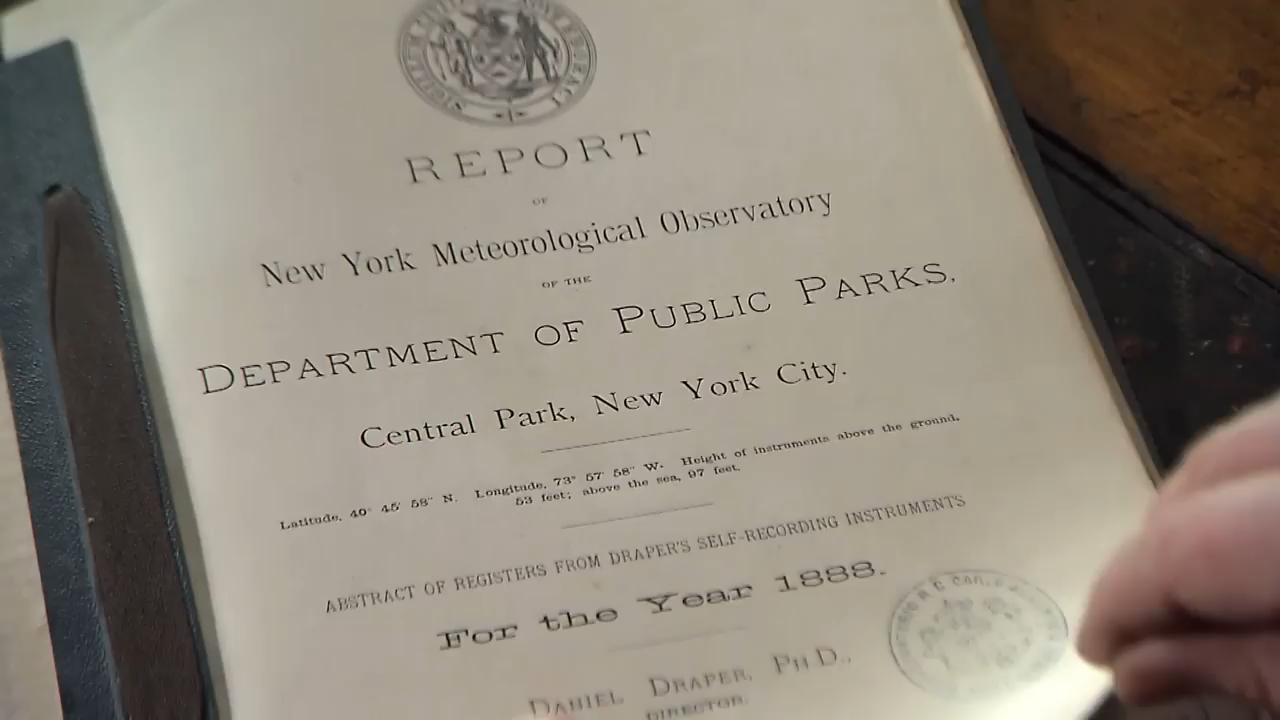 REPORT
OF
New York Meteorological Observatory
OF THE
DEPARTMENT OF PUBLIC PARKS,
Central Park, New York City.
Latitude, 40° 45' 58" N. Longitude, 73° 57' 58" W. Height of instruments above the ground,
53 feet; above the sea, 97 feet.
ABSTRACT OF REGISTERS FROM DRAPER'S SELF-RECORDING INSTRUMENTS
For the Year 1888.
DANIEL DRAPER, PH.D.,
DIRECTOR.